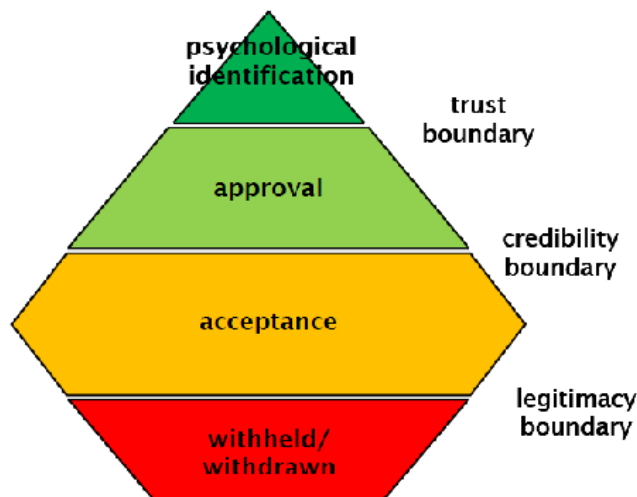 psychological
identification
trust
boundary
approval
credibility
boundary
acceptance
legitimacy
boundary
withheld/
withdrawn